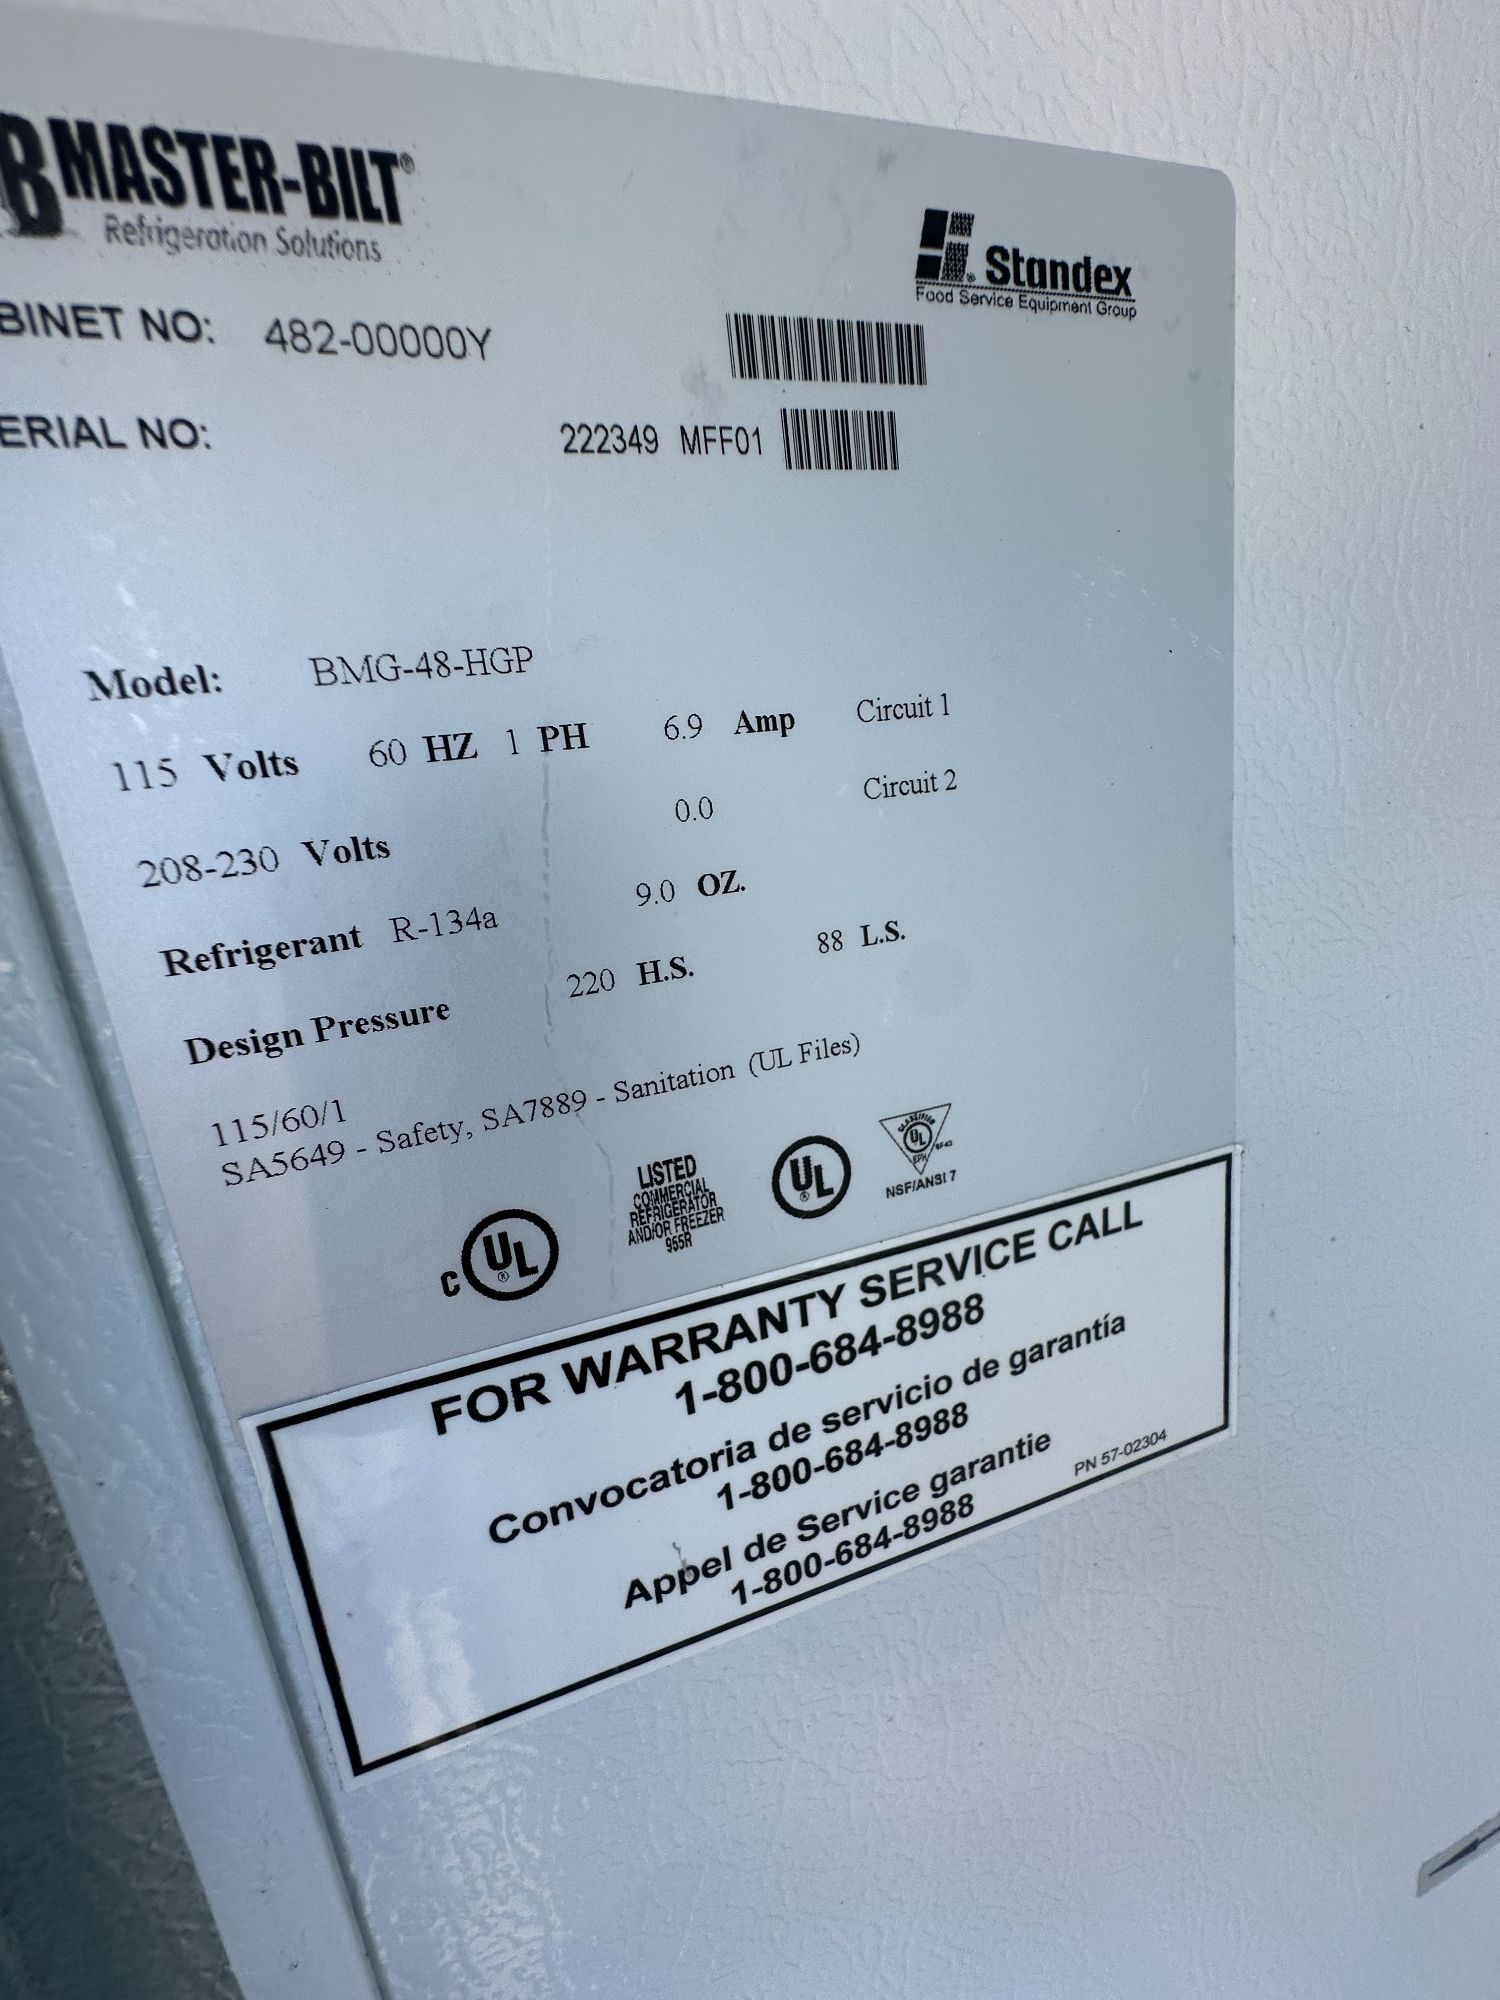 B MASTER-BILT®
Refrigeration Solutions
Standex
Food Service Equipment Group
BINET NO: 482-00000Y
ERIAL NO: 222349 MFF01
Model: BMG-48-HGP
115 Volts 60 HZ 1 PH 6.9 Amp Circuit 1
208-230 Volts 0.0 Circuit 2
Refrigerant R-134a 9.0 OZ.
Design Pressure 220 H.S. 88 L.S.
115/60/1
SA5649 - Safety, SA7889 - Sanitation (UL Files)
C UL ®
LISTED
COMMERCIAL
REFRIGERATOR
AND/OR FREEZER
955R
UL ®
CLASSIFIED
UL
EPH
NSF/ANSI 7
FOR WARRANTY SERVICE CALL
1-800-684-8988
Convocatoria de servicio de garantía
1-800-684-8988
Appel de Service garantie
1-800-684-8988
PN 57-02304